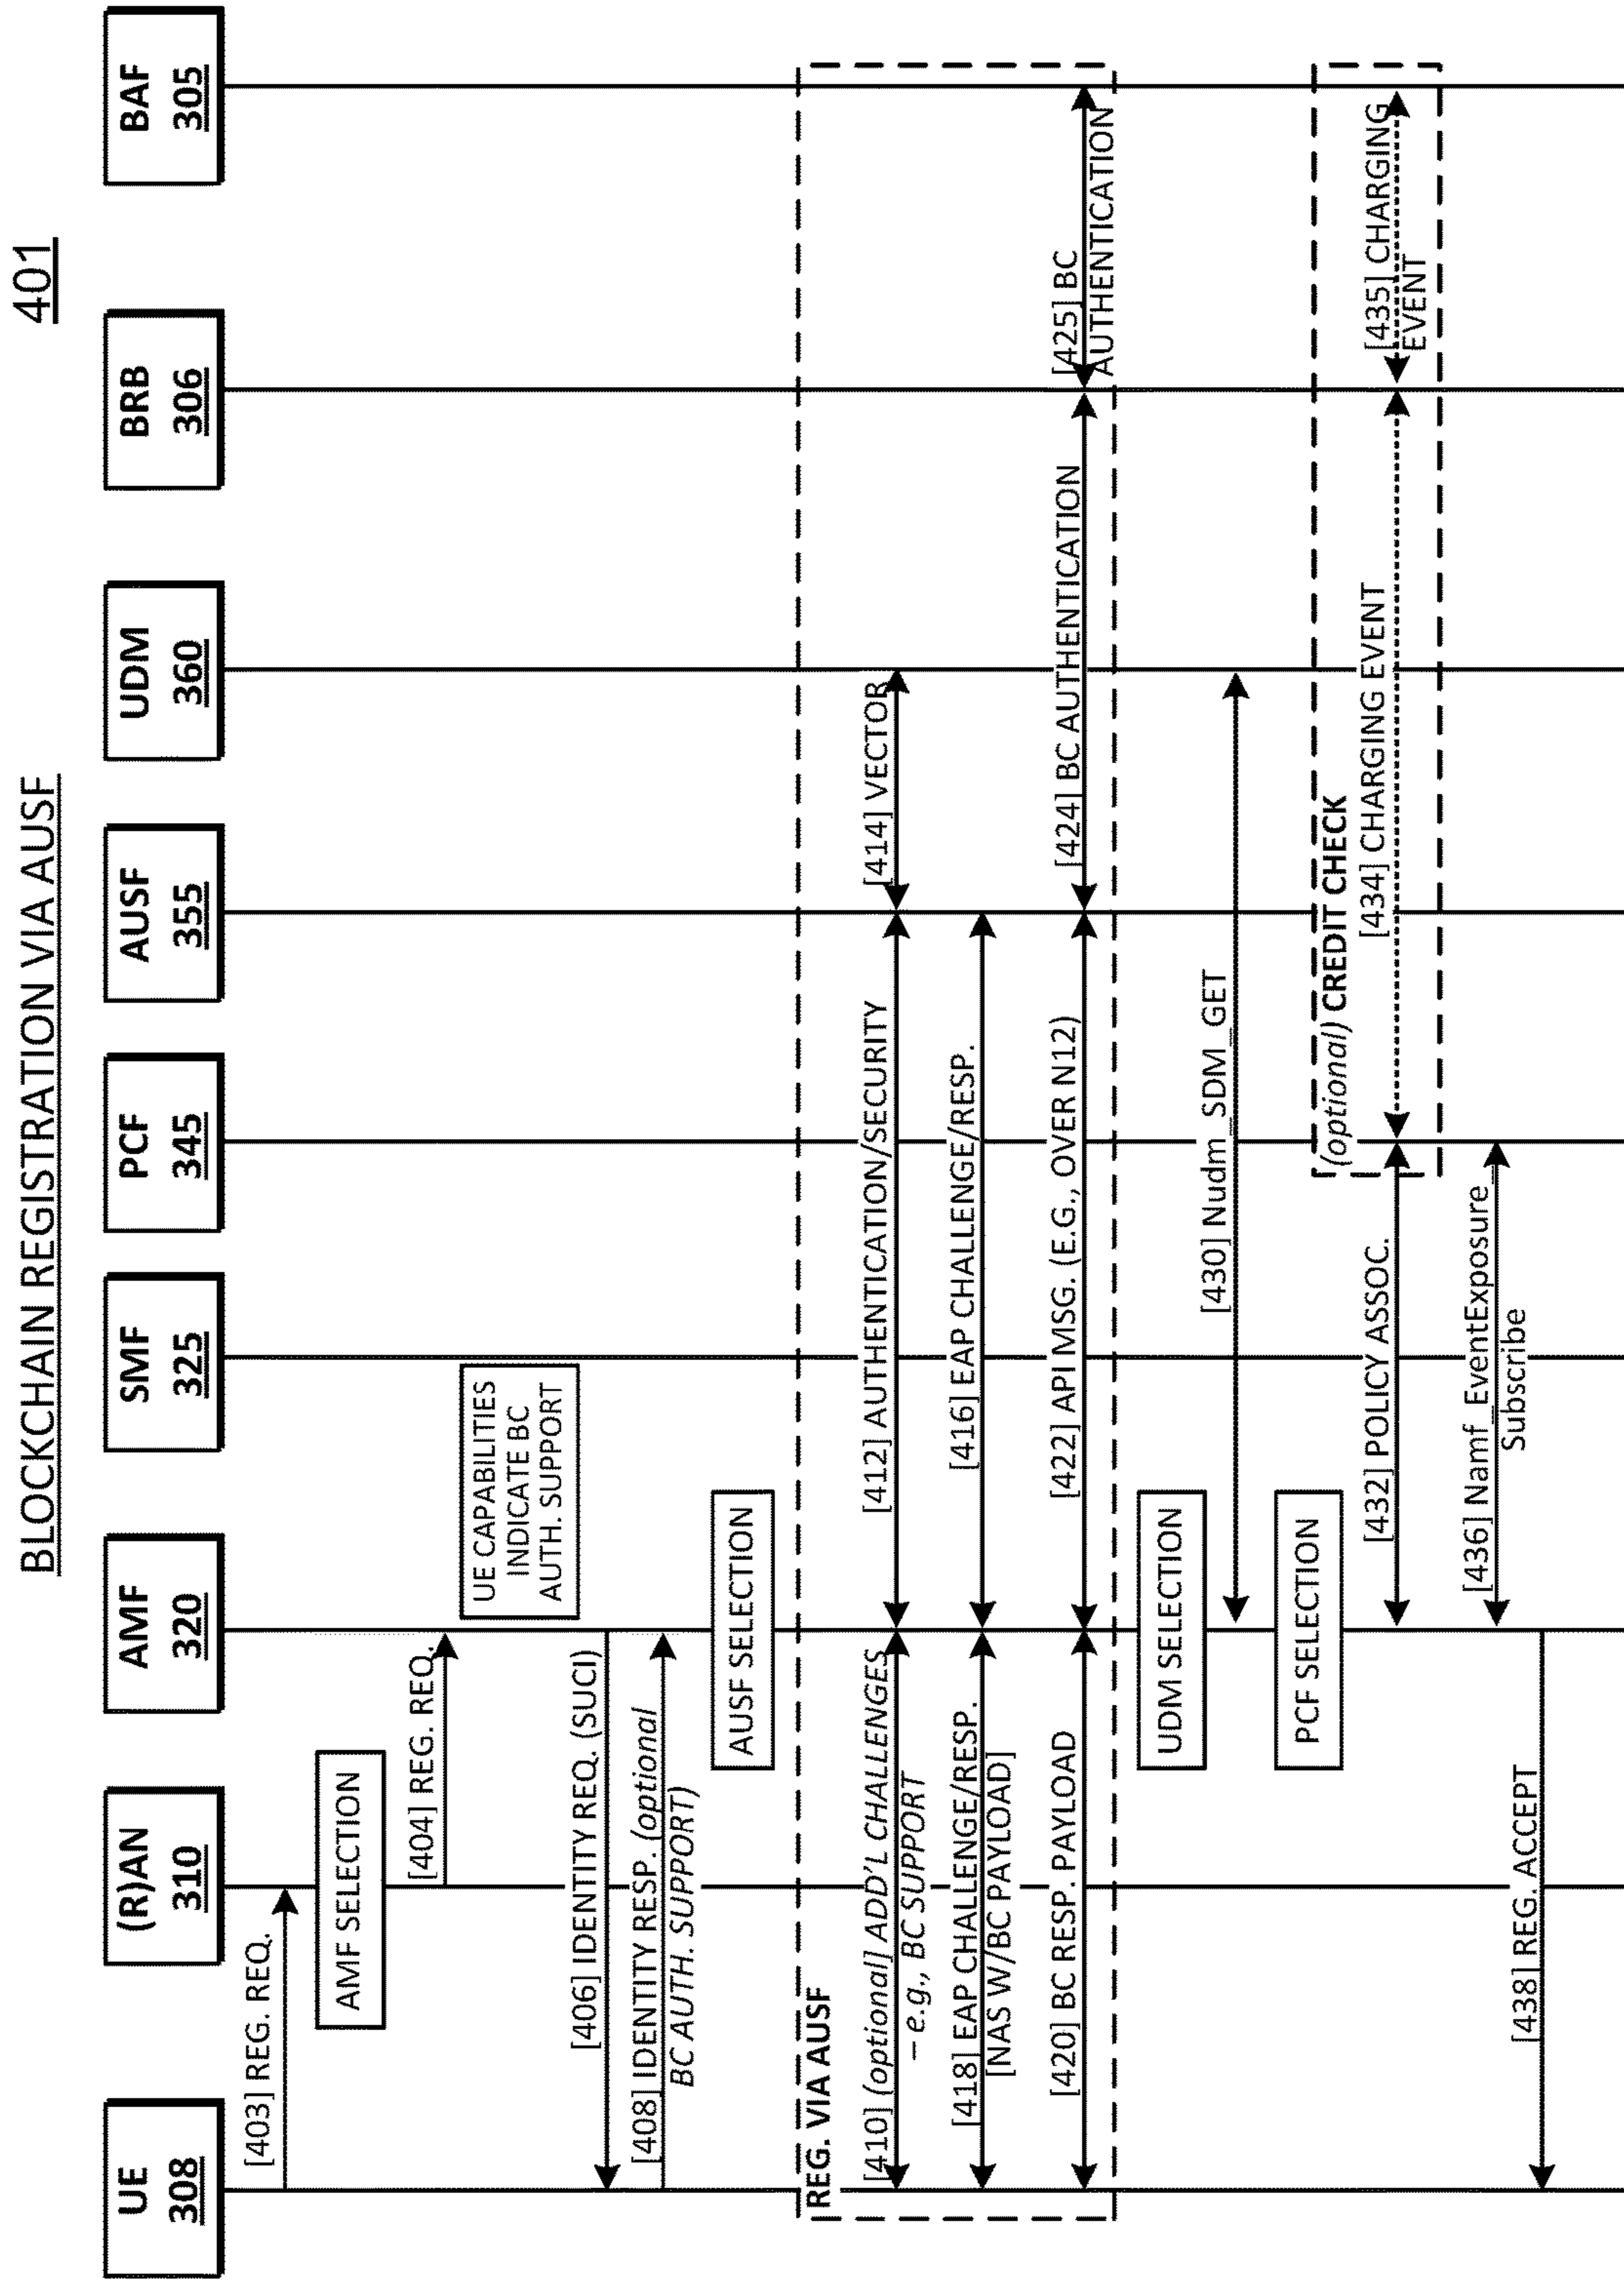 BLOCKCHAIN REGISTRATION VIA AUSF
401
UE
308
(R)AN
310
AMF
320
SMF
325
PCF
345
AUSF
355
UDM
360
BRB
306
BAF
305
[403] REG. REQ.
AMF SELECTION
[404] REG. REQ.
UE CAPABILITIES
INDICATE BC
AUTH. SUPPORT
[406] IDENTITY REQ. (SUCI)
[408] IDENTITY RESP. (optional
BC AUTH. SUPPORT)
AUSF SELECTION
REG. VIA AUSF
[410] (optional] ADD'L CHALLENGES
– e.g., BC SUPPORT
[412] AUTHENTICATION/SECURITY
[414] VECTOR
[418] EAP CHALLENGE/RESP.
[NAS W/BC PAYLOAD]
[416] EAP CHALLENGE/RESP.
[420] BC RESP. PAYLOAD
[422] API MSG. (E.G., OVER N12)
[424] BC AUTHENTICATION
[425] BC
AUTHENTICATION
UDM SELECTION
[430] Nudm_SDM_GET
PCF SELECTION
(optional) CREDIT CHECK
[432] POLICY ASSOC.
[434] CHARGING EVENT
[435] CHARGING
EVENT
[436] Namf_EventExposure_
Subscribe
[438] REG. ACCEPT